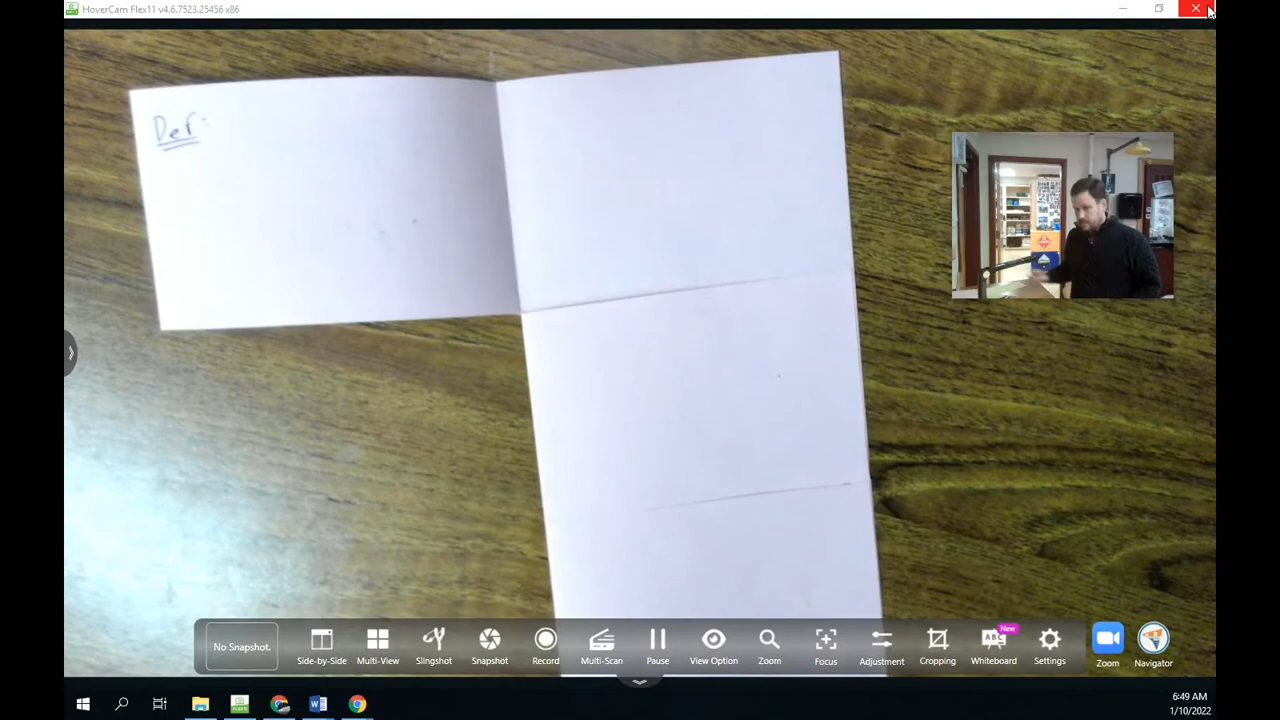 HoverCam Flex11 v4.6.7523.25456 x86
Def:
No Snapshot.
Side-by-Side
Multi-View
Slingshot
Snapshot
Record
Multi-Scan
Pause
View Option
Zoom
Focus
Adjustment
Cropping
New
ABC
Whiteboard
Settings
Zoom
Navigator
6:49 AM
1/10/2022